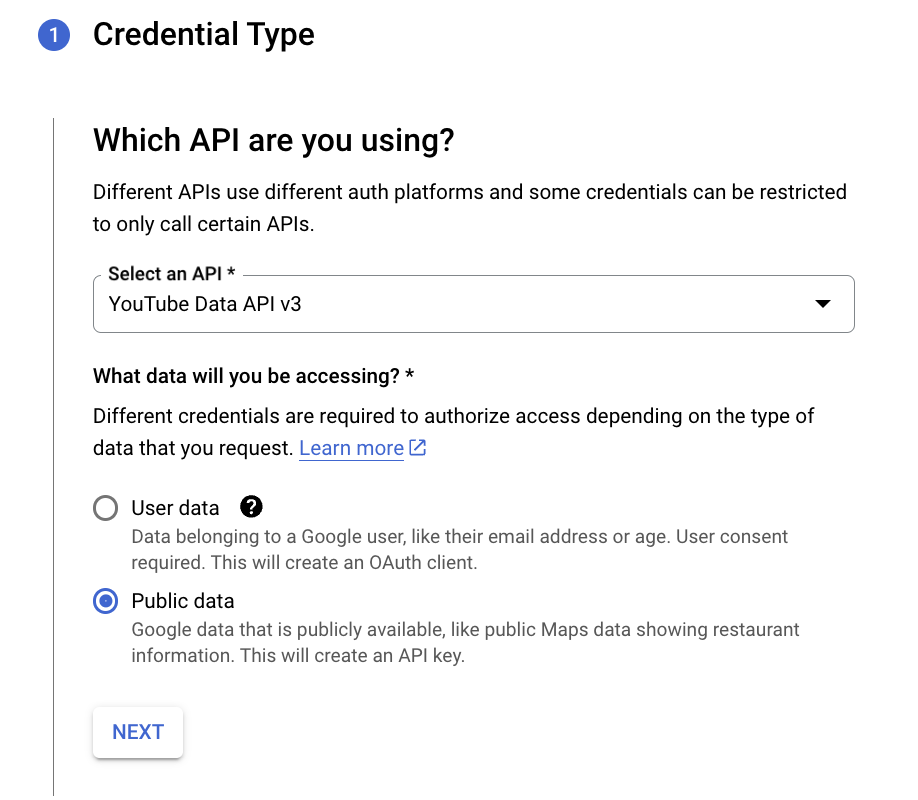 1 Credential Type
Which API are you using?
Different APIs use different auth platforms and some credentials can be restricted
to only call certain APIs.
Select an API *
YouTube Data API v3
What data will you be accessing? *
Different credentials are required to authorize access depending on the type of
data that you request. Learn more
User data ?
Data belonging to a Google user, like their email address or age. User consent
required. This will create an OAuth client.
Public data
Google data that is publicly available, like public Maps data showing restaurant
information. This will create an API key.
NEXT